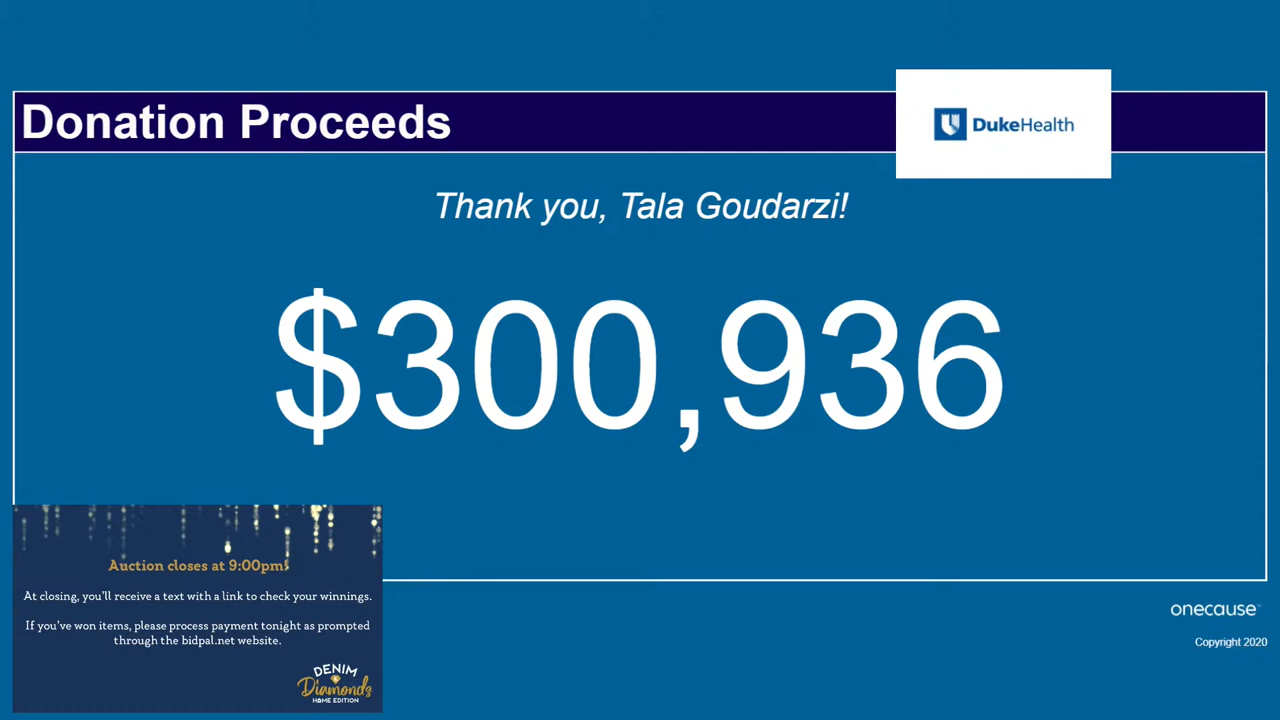 Donation Proceeds
DukeHealth
Thank you, Tala Goudarzi!
$300,936
Auction closes at 9:00pm!
At closing, you'll receive a text with a link to check your winnings.
If you've won items, please process payment tonight as prompted
through the bidpal.net website.
DENIM
Diamonds
HOME EDITION
onecause™
Copyright 2020